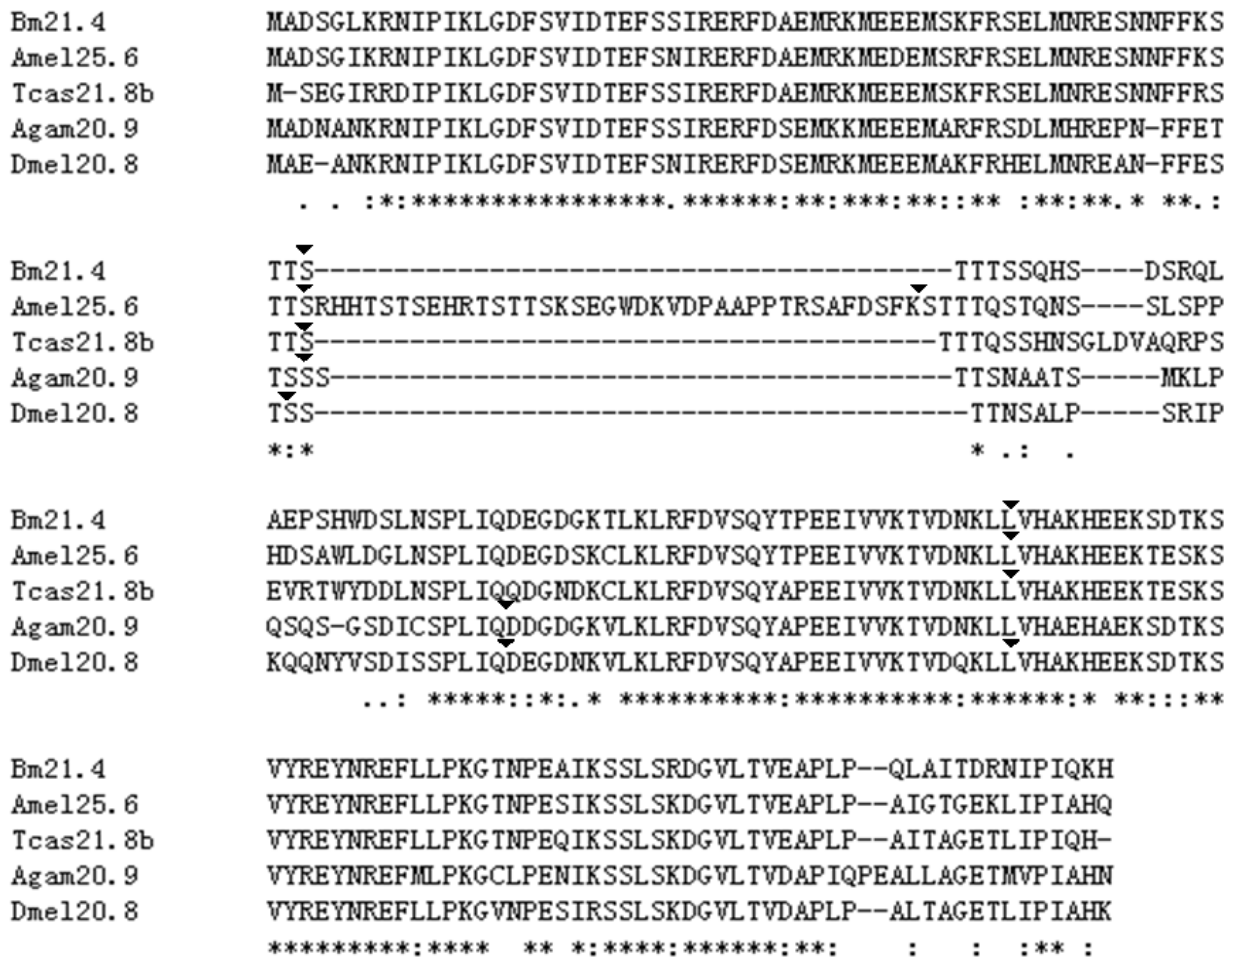 Bm21.4 MADSGLKRNIPIKLGDFSVIDTEFSSIRERFDAEMRKMEEEMSKFRSELMNRESNNFFKS
Amel25.6 MADSGIKRNIPIKLGDFSVIDTEFSNIRERFDAEMRKMEDEMSRFRSELMNRESNNFFKS
Tcas21.8b M-SEGIRRDIPIKLGDFSVIDTEFSSIRERFDAEMRKMEEEMSKFRSELMNRESNNFFRS
Agam20.9 MADNANKRNIPIKLGDFSVIDTEFSSIRERFDSEMKKMEEEMARFRSDLMHREPN-FFET
Dmel20.8 MAE-ANKRNIPIKLGDFSVIDTEFSNIRERFDSEMRKMEEEMAKFRHELMNREAN-FFES
. . :*:****************.******:**:***:**::** :**:**.* **.:
Bm21.4 TTS----------------------------------------TTTSSQHS----DSRQL
Amel25.6 TTSRHHTSTSEHRTSTTSKSEGWDKVDPAAPPTRSAFDSFKSTTTQSTQNS----SLSPP
Tcas21.8b TTS---------------------------------------TTTQSSHNSGLDVAQRPS
Agam20.9 TSSS---------------------------------------TTSNAATS-----MKLP
Dmel20.8 TSS-----------------------------------------TTNSALP-----SRIP
*:* * .: .
Bm21.4 AEPSHWDSLNSPLIQDEGDGKTLKLRFDVSQYTPEEIVVKTVDNKLLVHAKHEEKSDTKS
Amel25.6 HDSAWLDGLNSPLIQDEGDSKCLKLRFDVSQYTPEEIVVKTVDNKLLVHAKHEEKTESKS
Tcas21.8b EVRTWYDDLNSPLIQQDGNDKCLKLRFDVSQYAPEEIVVKTVDNKLLVHAKHEEKTESKS
Agam20.9 QSQS-GSDICSPLIQDDGDGKVLKLRFDVSQYAPEEIVVKTVDNKLLVHAEHAEKSDTKS
Dmel20.8 KQQNYVSDISSPLIQDEGDNKVLKLRFDVSQYAPEEIVVKTVDQKLLVHAKHEEKSDTKS
..: *****::*:.* **********:**********:******:* **:::**
Bm21.4 VYREYNREFLLPKGTNPEAIKSSLSRDGVLTVEAPLP--QLAITDRNIPIQKH
Amel25.6 VYREYNREFLLPKGTNPESIKSSLSKDGVLTVEAPLP--AIGTGEKLIPIAHQ
Tcas21.8b VYREYNREFLLPKGTNPEQIKSSLSKDGVLTVEAPLP--AITAGETLIPIQH-
Agam20.9 VYREYNREFMLPKGCLPENIKSSLSKDGVLTVDAPIQPEALLAGETMVPIAHN
Dmel20.8 VYREYNREFLLPKGVNPESIRSSLSKDGVLTVDAPLP--ALTAGETLIPIAHK
*********:**** ** *:****:******:**: : : :** :